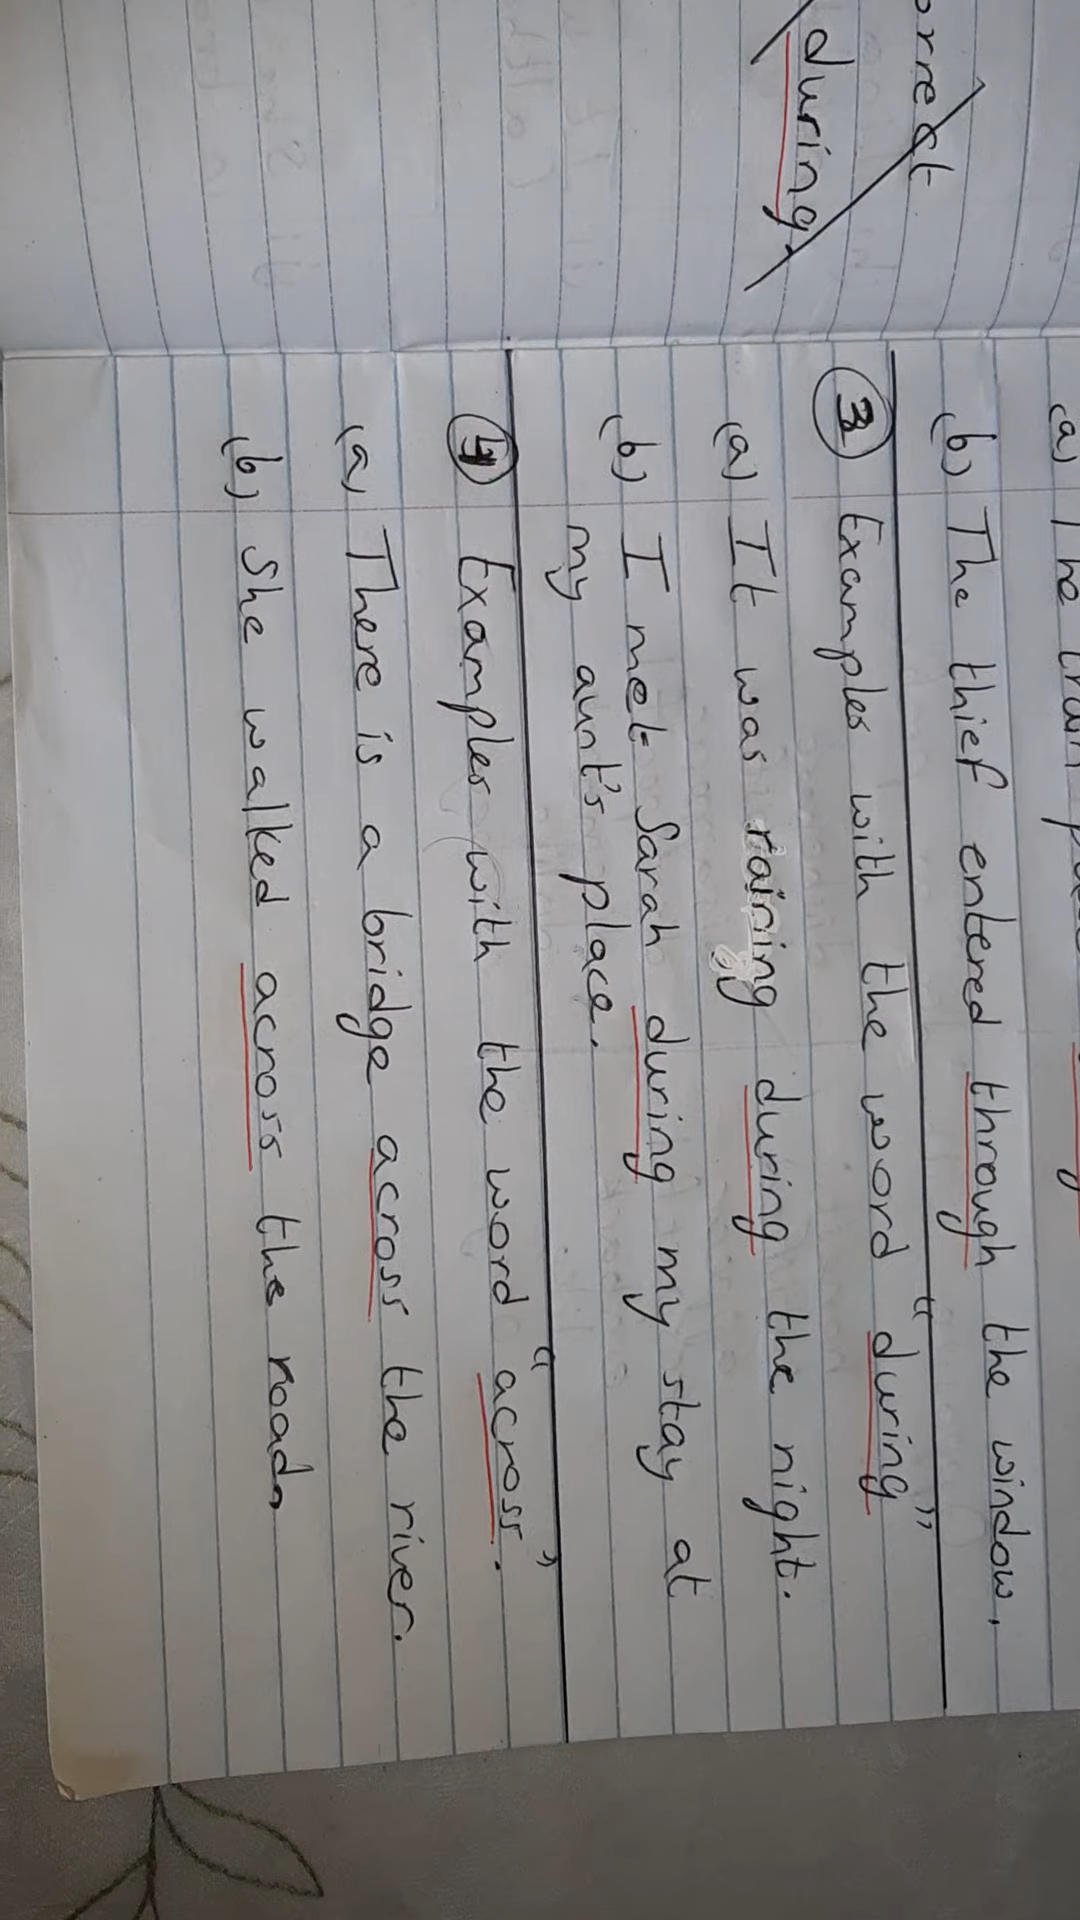 orrect
during.
(a) The train
(b) The thief entered through the window.
3 Examples with the word "during"
(a) It was raining during the night.
(b) I met Sarah during my stay at
my aunt's place.
4 Examples with the word "across".
(a) There is a bridge across the river.
(b) She walked across the road.